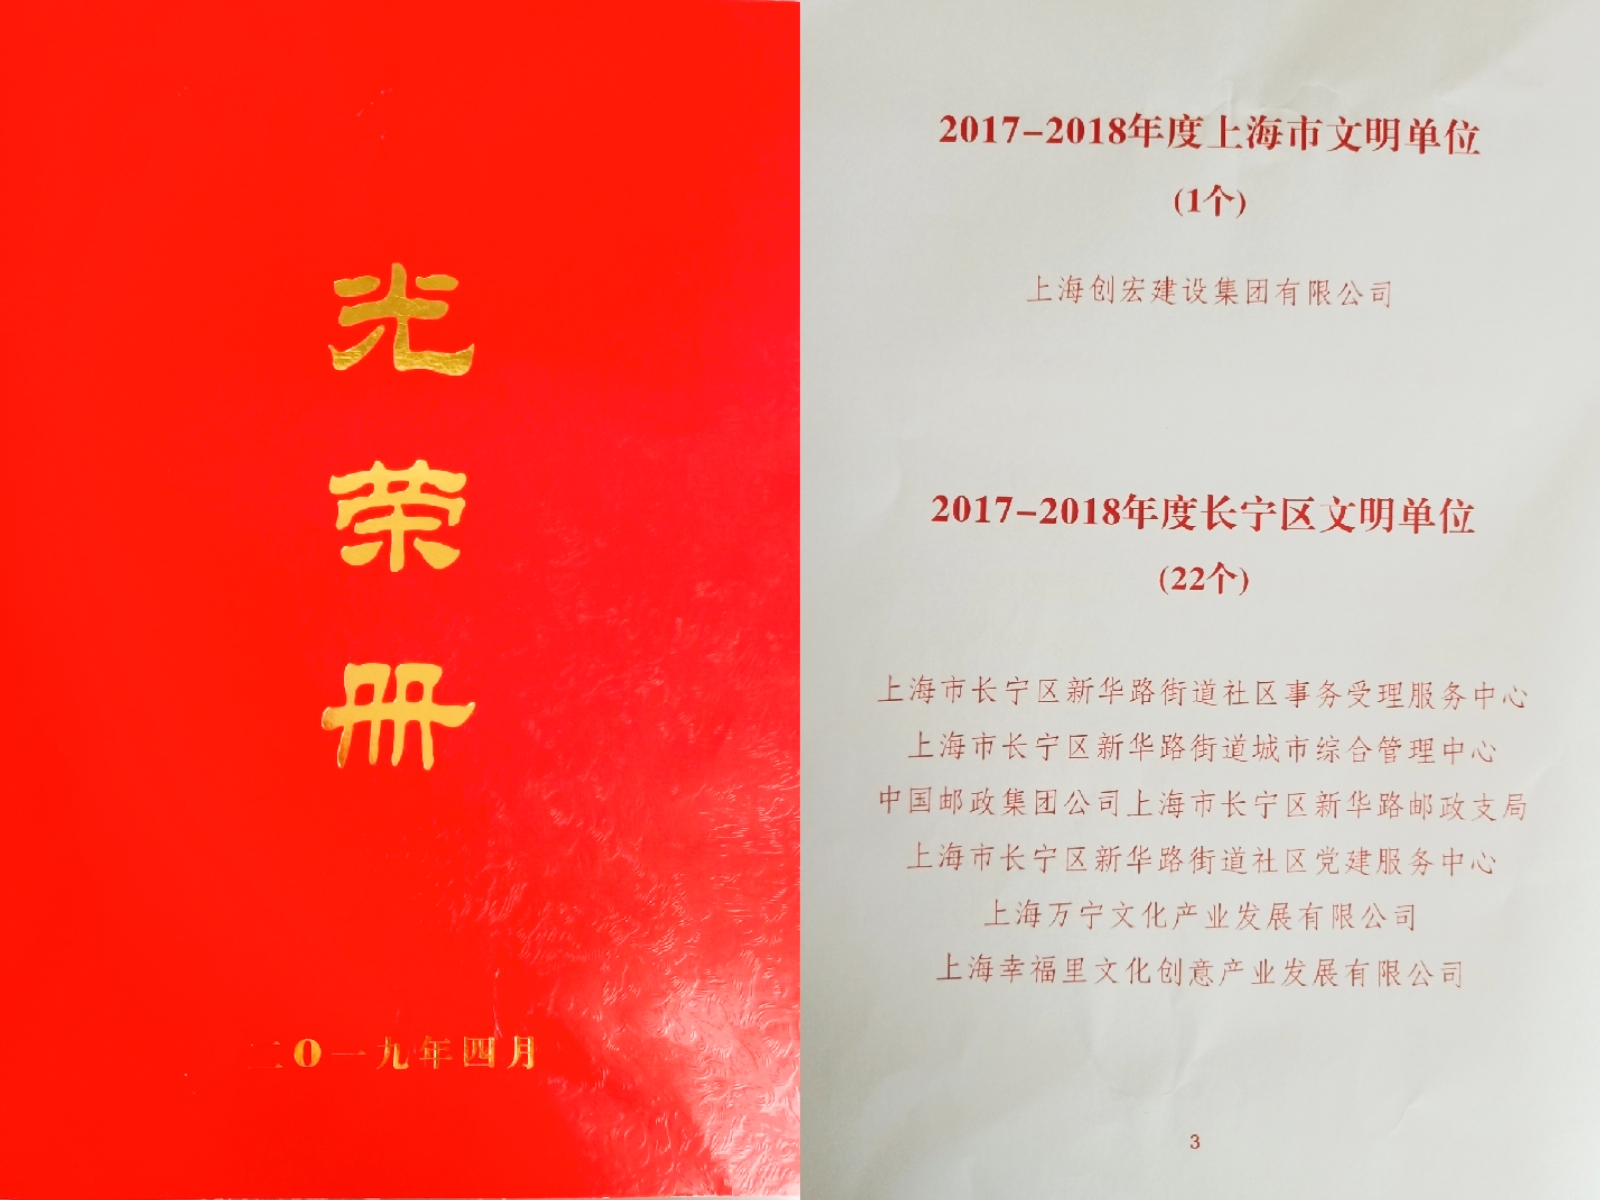 光
荣
册
二〇一九年四月
2017-2018年度上海市文明单位
(1个)
上海创宏建设集团有限公司
2017-2018年度长宁区文明单位
(22个)
上海市长宁区新华路街道社区事务受理服务中心
上海市长宁区新华路街道城市综合管理中心
中国邮政集团公司上海市长宁区新华路邮政支局
上海市长宁区新华路街道社区党建服务中心
上海万宁文化产业发展有限公司
上海幸福里文化创意产业发展有限公司
3